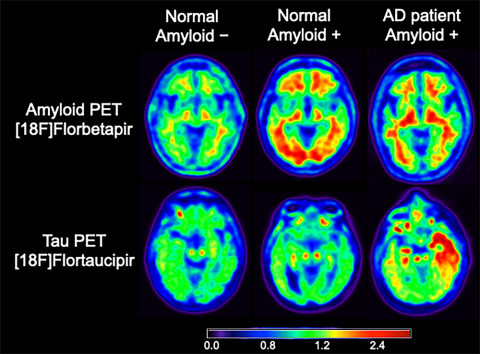 Normal
Amyloid −
Normal
Amyloid +
AD patient
Amyloid +
Amyloid PET
[18F]Florbetapir
Tau PET
[18F]Flortaucipir
0.0 0.8 1.2 2.4